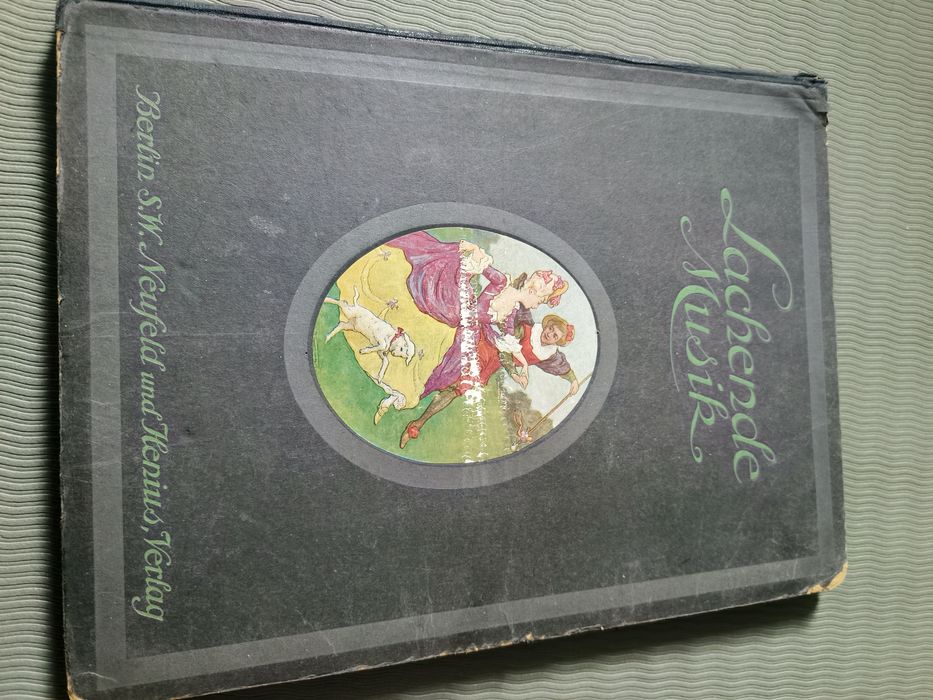 Lachende
Musik
Berlin S.W. Neufeld und Henius, Verlag